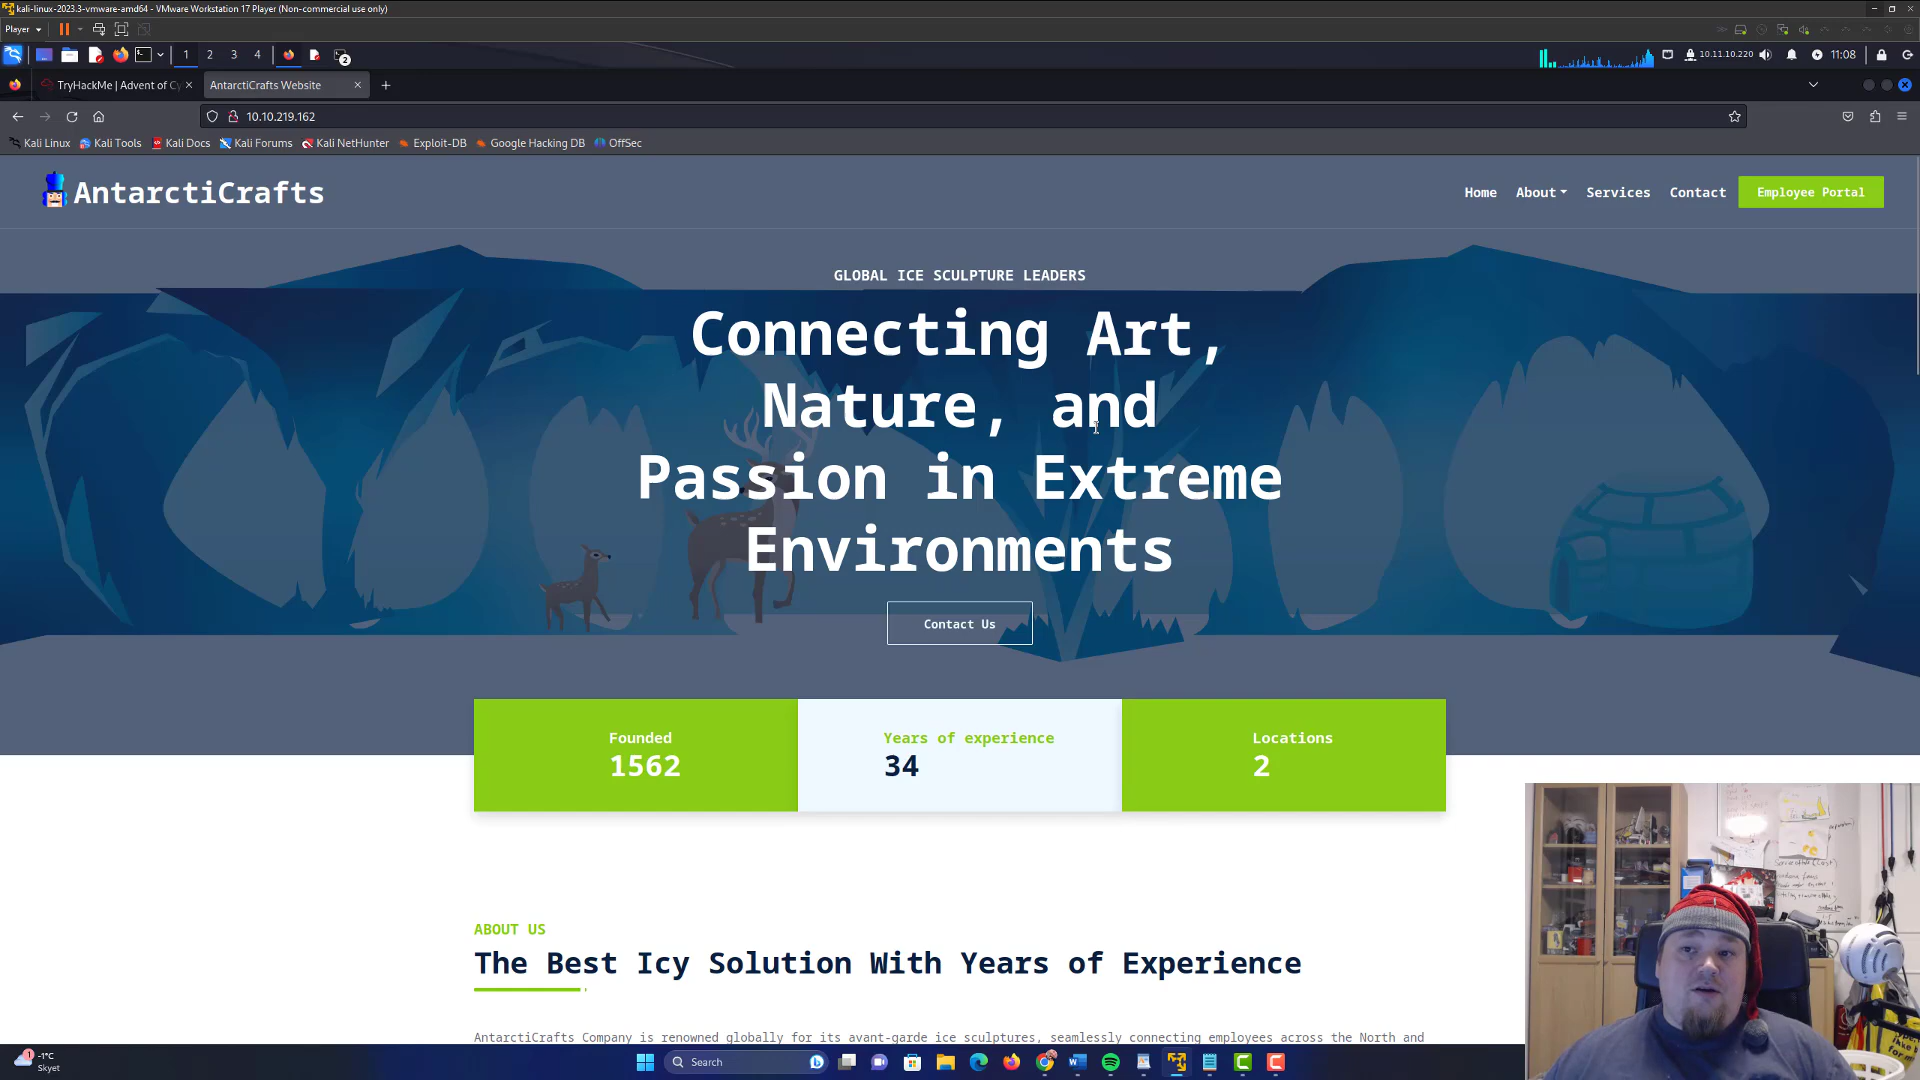 kali-linux-2023.3-vmware-amd64 - VMware Workstation 17 Player (Non-commercial use only)
Player
1 2 3 4
2
10.11.10.220
11:08
TryHackMe | Advent of Cy
AntarctiCrafts Website
10.10.219.162
Kali Linux Kali Tools Kali Docs Kali Forums Kali NetHunter Exploit-DB Google Hacking DB OffSec
AntarctiCrafts
Home About Services Contact Employee Portal
GLOBAL ICE SCULPTURE LEADERS
Connecting Art,
Nature, and
Passion in Extreme
Environments
Contact Us
Founded
1562
Years of experience
34
Locations
2
ABOUT US
The Best Icy Solution With Years of Experience
AntarctiCrafts Company is renowned globally for its avant-garde ice sculptures, seamlessly connecting employees across the North and
1
-1°C
Skyet
Search